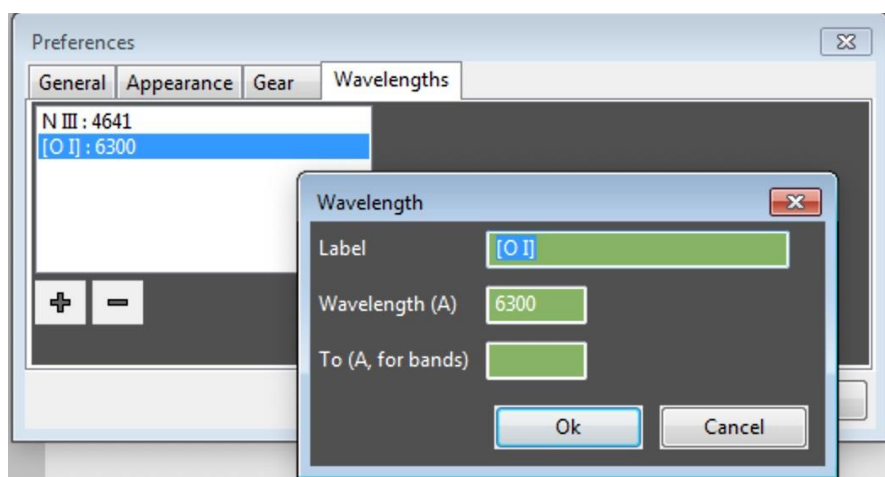 Preferences
General Appearance Gear Wavelengths
N III : 4641
[O I] : 6300
Wavelength
Label [O I]
Wavelength (A) 6300
To (A, for bands)
Ok Cancel